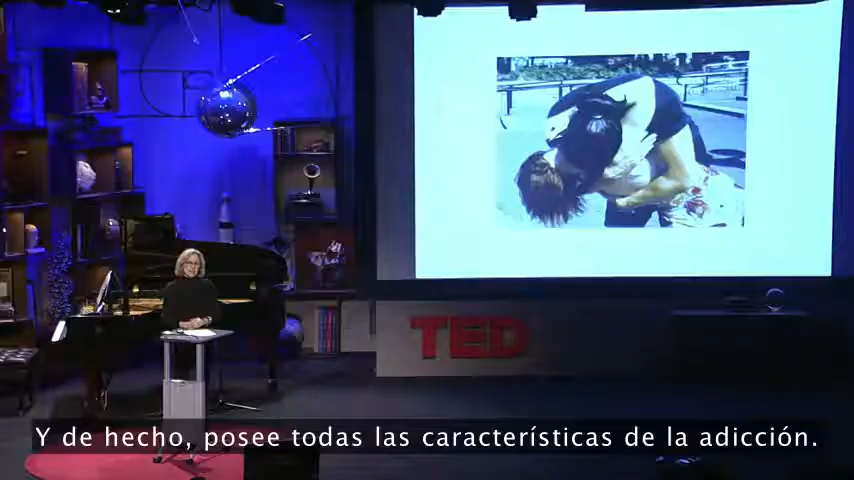 TED
Y de hecho, posee todas las características de la adicción.